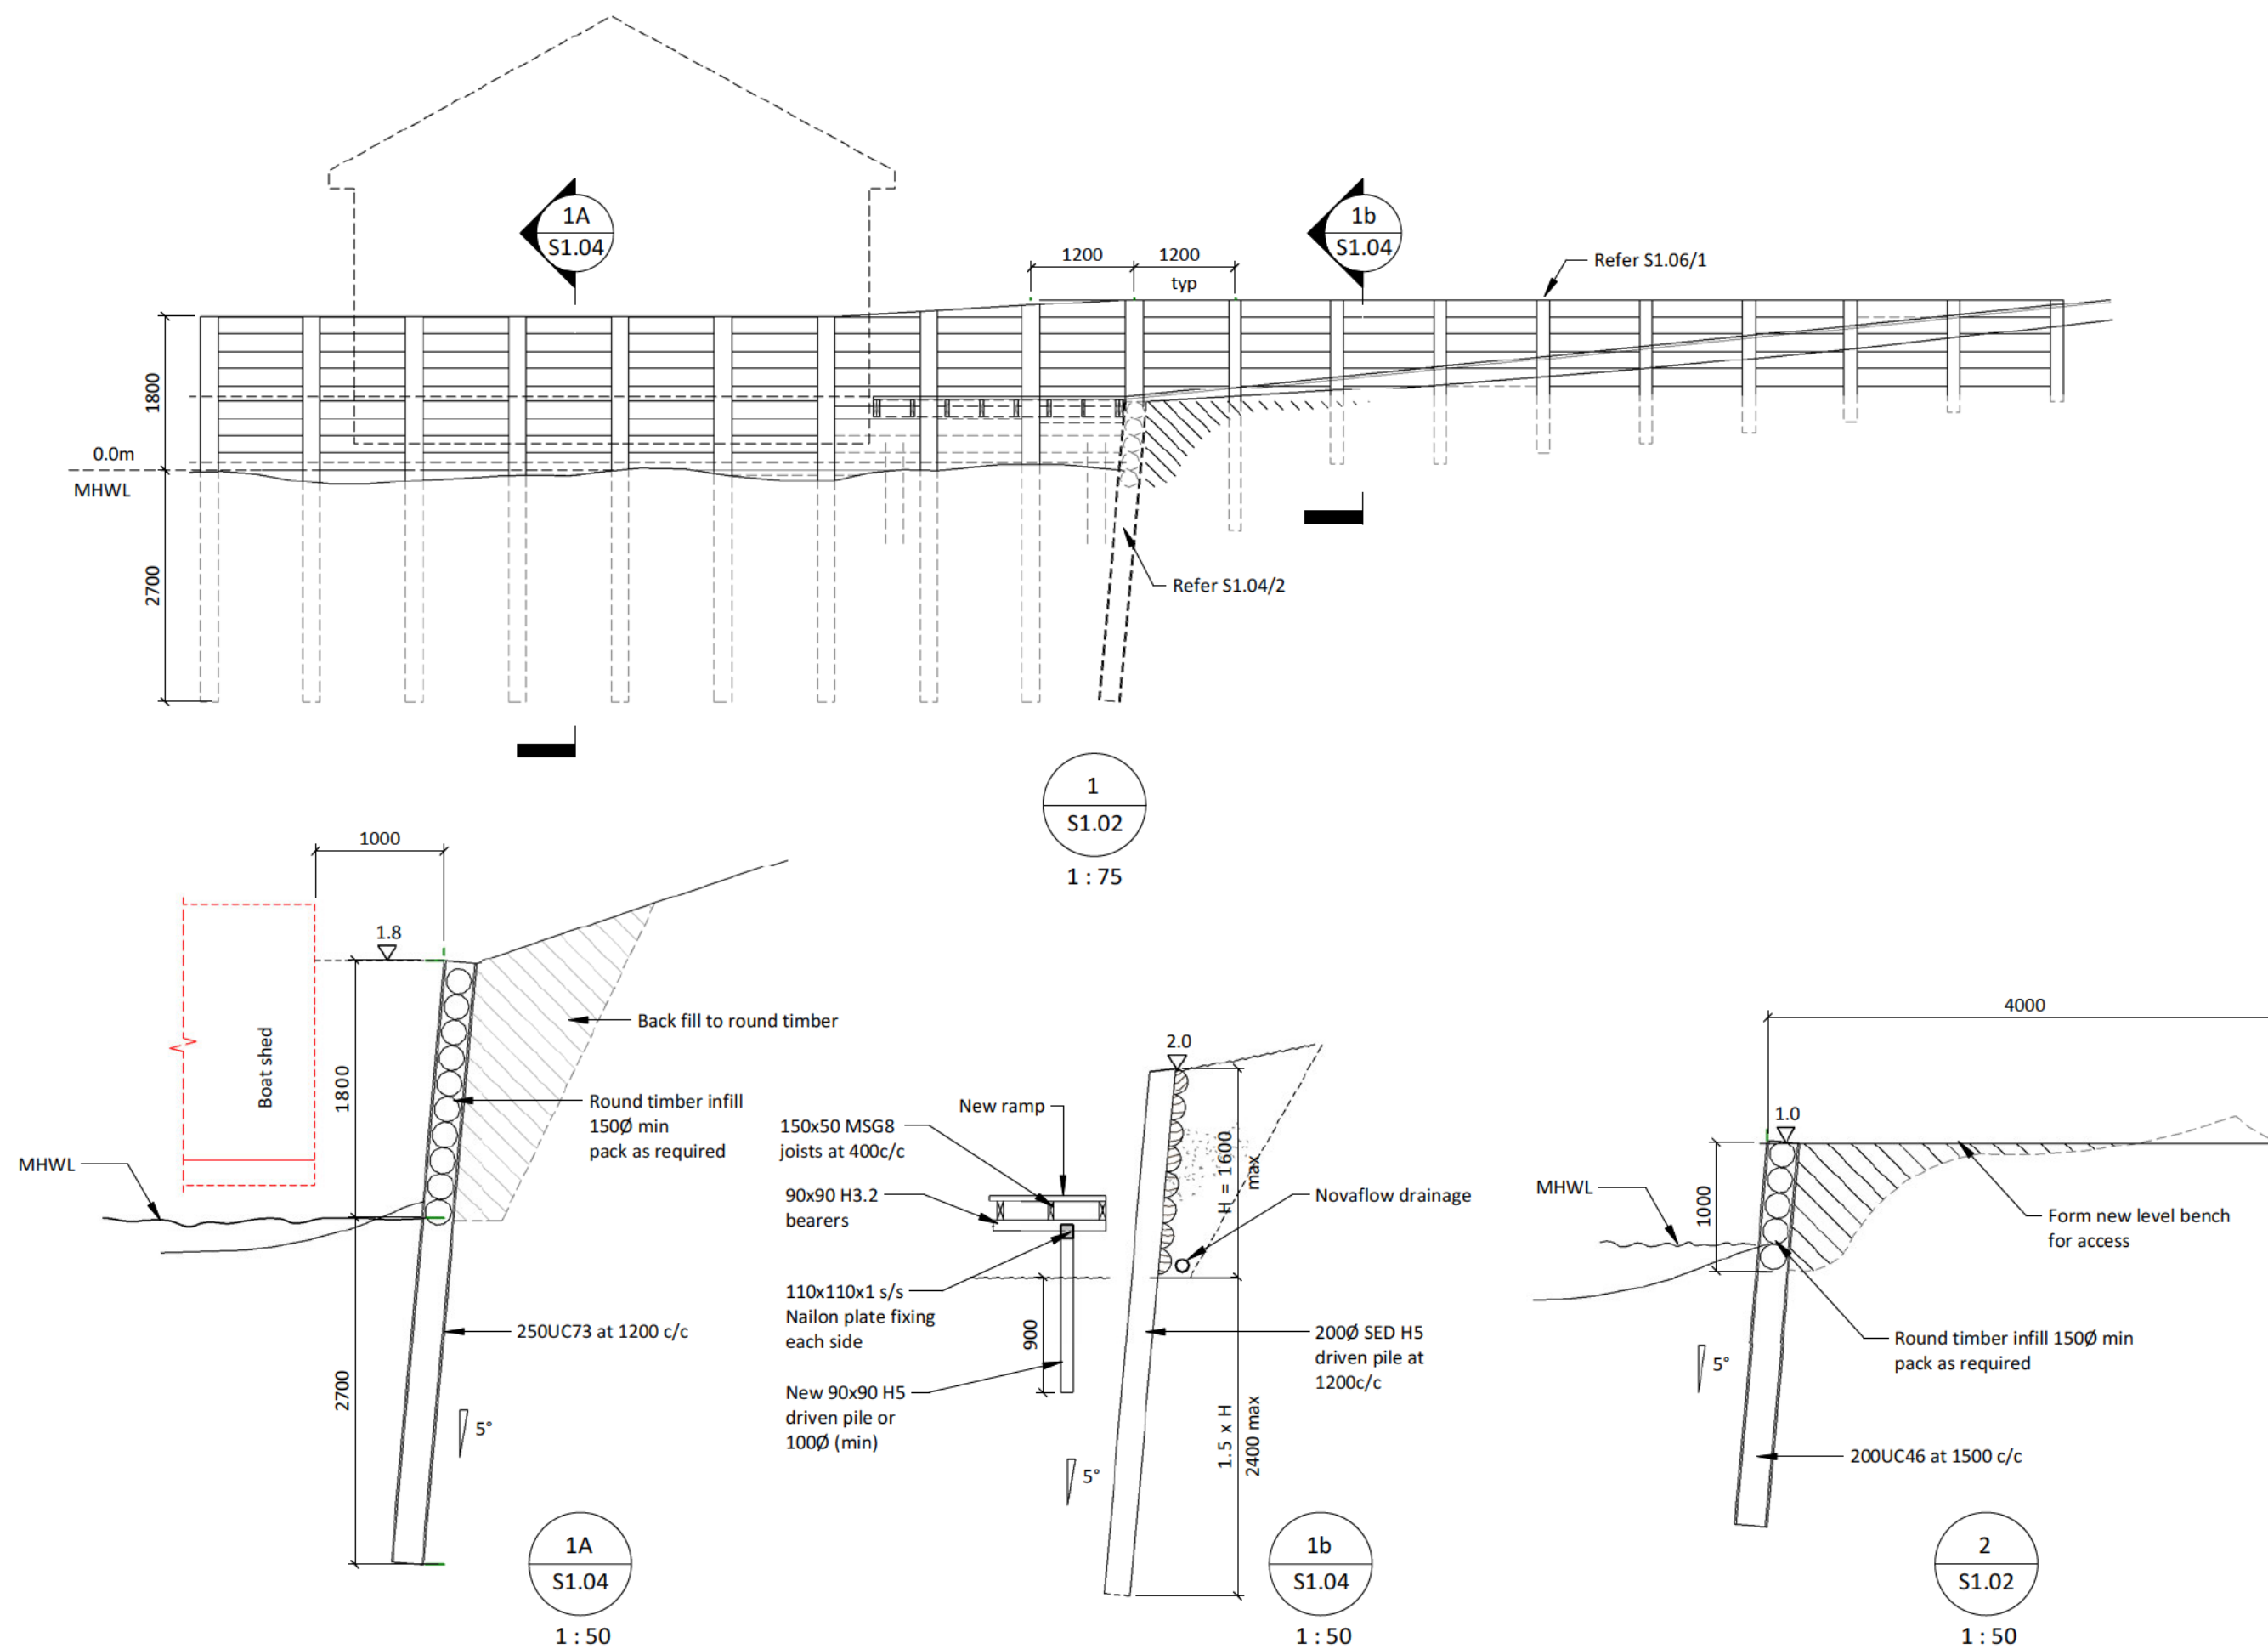 1A
S1.04
1b
S1.04
Refer S1.06/1
1200
1200
typ
1800
0.0m
MHWL
2700
Refer S1.04/2
1
S1.02
1 : 75
1000
1.8
Boat shed
1800
MHWL
Back fill to round timber
Round timber infill
150Ø min
pack as required
250UC73 at 1200 c/c
2700
5°
1A
S1.04
1 : 50
2.0
New ramp
150x50 MSG8
joists at 400c/c
90x90 H3.2
bearers
110x110x1 s/s
Nailon plate fixing
each side
New 90x90 H5
driven pile or
100Ø (min)
900
5°
H = 1600
max
Novaflow drainage
200Ø SED H5
driven pile at
1200c/c
1.5 x H
2400 max
1b
S1.04
1 : 50
4000
1.0
MHWL
1000
Form new level bench
for access
Round timber infill 150Ø min
pack as required
5°
200UC46 at 1500 c/c
2
S1.02
1 : 50